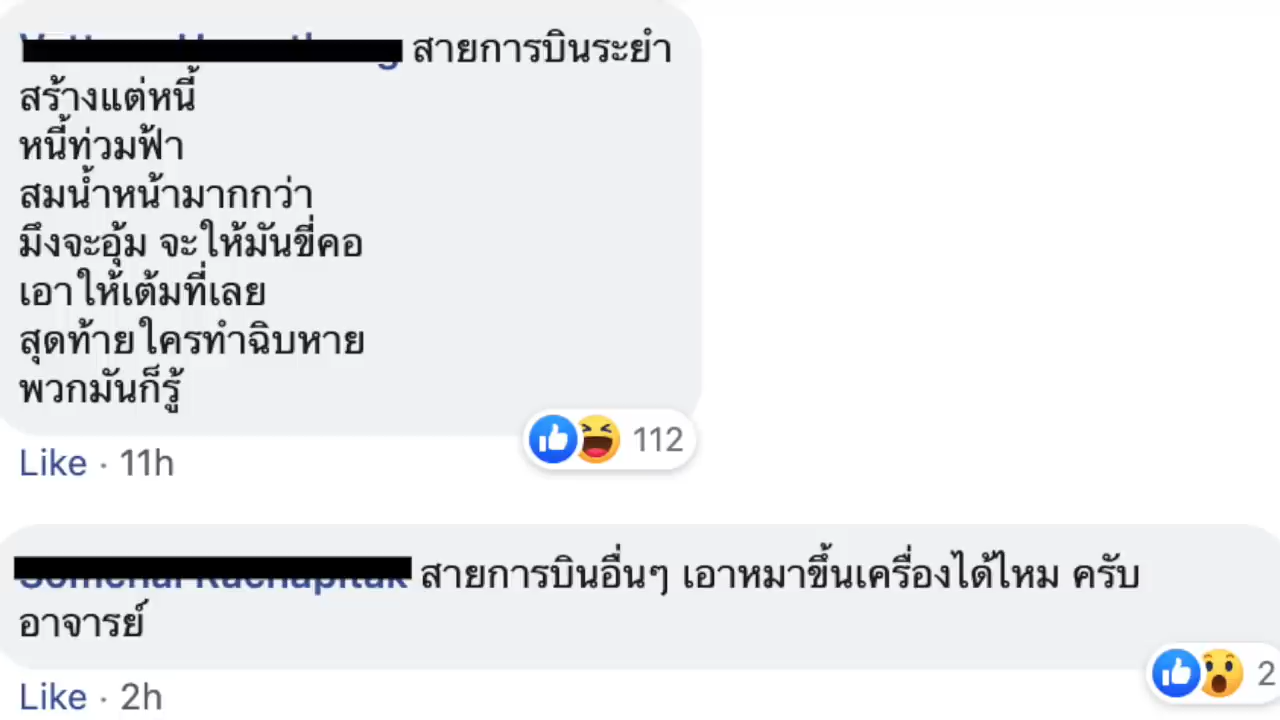 สายการบินระยำ
สร้างแต่หนี้
หนี้ท่วมฟ้า
สมน้ำหน้ามากกว่า
มึงจะอุ้ม จะให้มันขี่คอ
เอาให้เต้มที่เลย
สุดท้ายใครทำฉิบหาย
พวกมันก็รู้
112
Like · 11h
สายการบินอื่นๆ เอาหมาขึ้นเครื่องได้ไหม ครับ
อาจารย์
2
Like · 2h